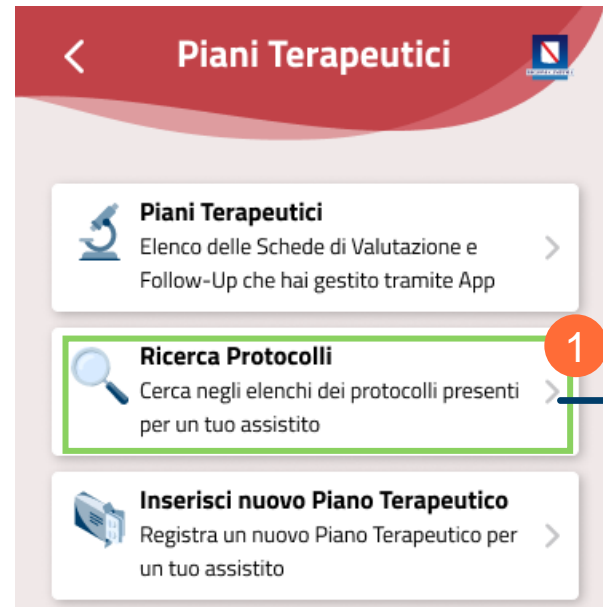 Piani Terapeutici
Piani Terapeutici
Elenco delle Schede di Valutazione e
Follow-Up che hai gestito tramite App
1
Ricerca Protocolli
Cerca negli elenchi dei protocolli presenti
per un tuo assistito
Inserisci nuovo Piano Terapeutico
Registra un nuovo Piano Terapeutico per
un tuo assistito